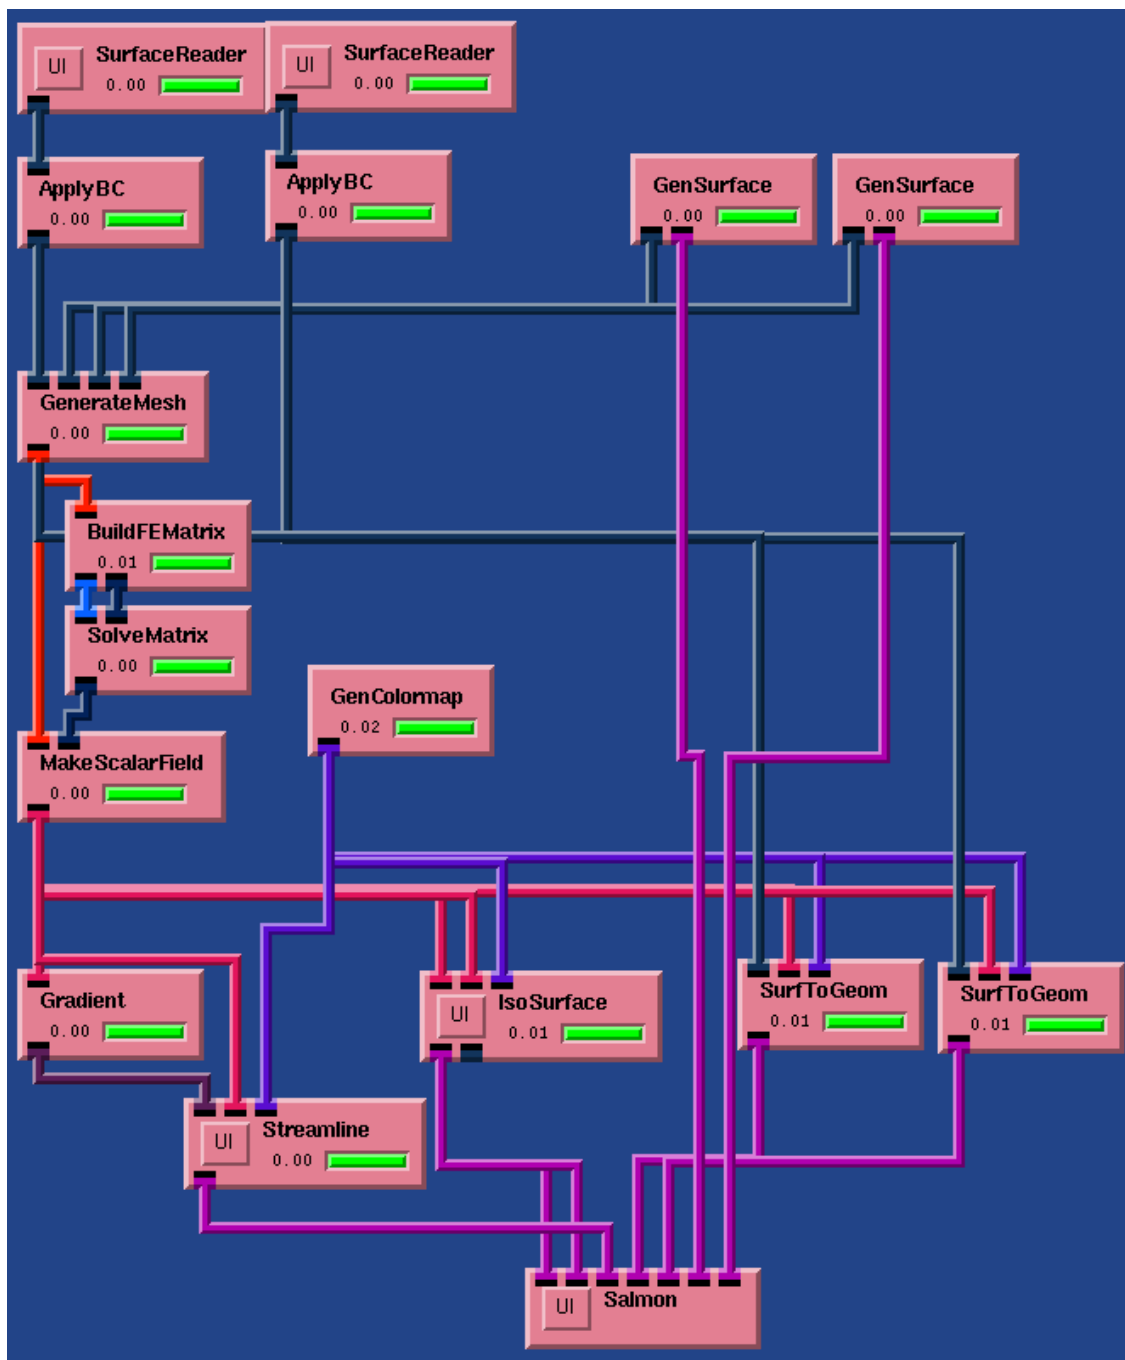 SurfaceReader
UI
0.00
SurfaceReader
UI
0.00
ApplyBC
0.00
ApplyBC
0.00
GenSurface
0.00
GenSurface
0.00
GenerateMesh
0.00
BuildFEMatrix
0.01
SolveMatrix
0.00
GenColormap
0.02
MakeScalarField
0.00
Gradient
0.00
IsoSurface
UI
0.01
SurfToGeom
0.01
SurfToGeom
0.01
Streamline
UI
0.00
Salmon
UI